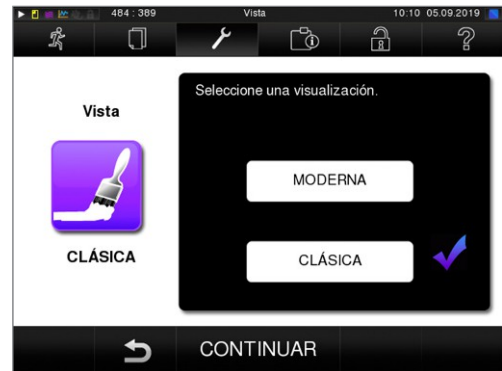 484 : 389 Vista 10:10 05.09.2019
?
Vista
CLÁSICA
Seleccione una visualización.
MODERNA
CLÁSICA
CONTINUAR